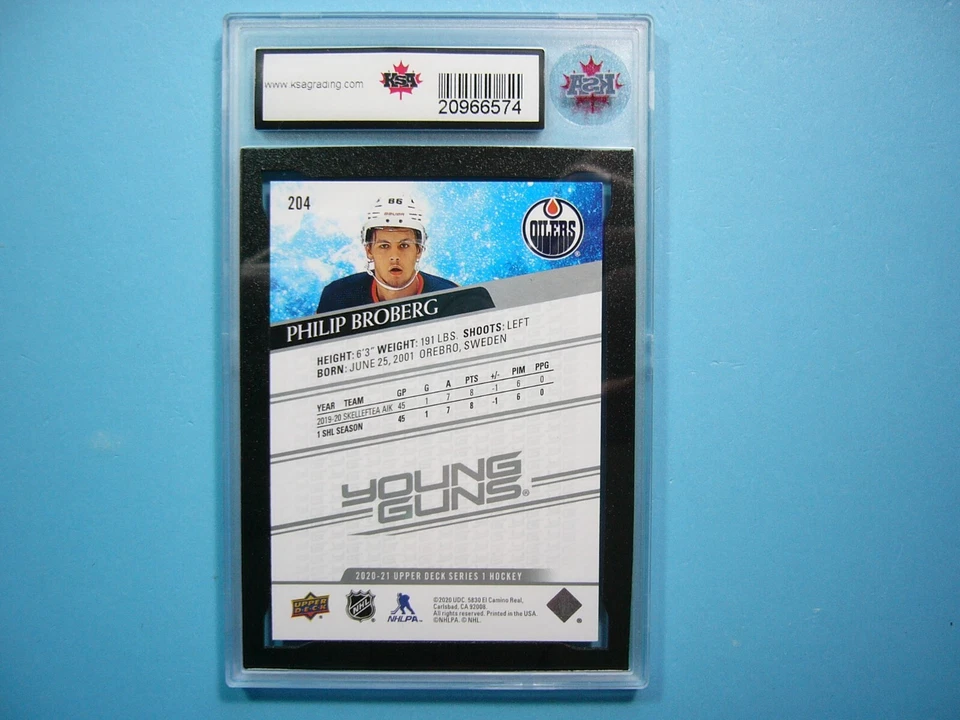 www.ksagrading.com
KSA
20966574
KSA
204
86
OILERS
PHILIP BROBERG
HEIGHT: 6'3" WEIGHT: 191 LBS. SHOOTS: LEFT
BORN: JUNE 25, 2001 OREBRO, SWEDEN
YEAR TEAM GP G A PTS +/- PIM PPG
2019-20 SKELLEFTEA AIK 45 1 7 8 -1 6 0
1 SHL SEASON 45 1 7 8 -1 6 0
YOUNG
GUNS®
2020-21 UPPER DECK SERIES 1 HOCKEY
UPPER
DECK
NHL
NHLPA
©2020 UDC. 5830 El Camino Real,
Carlsbad, CA 92008.
All rights reserved. Printed in the USA.
©NHLPA. © NHL.